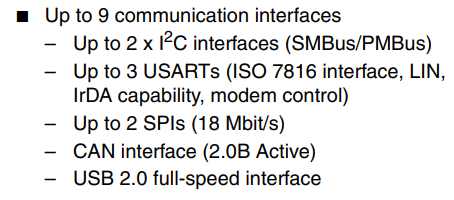 ■ Up to 9 communication interfaces
– Up to 2 x I²C interfaces (SMBus/PMBus)
– Up to 3 USARTs (ISO 7816 interface, LIN,
IrDA capability, modem control)
– Up to 2 SPIs (18 Mbit/s)
– CAN interface (2.0B Active)
– USB 2.0 full-speed interface